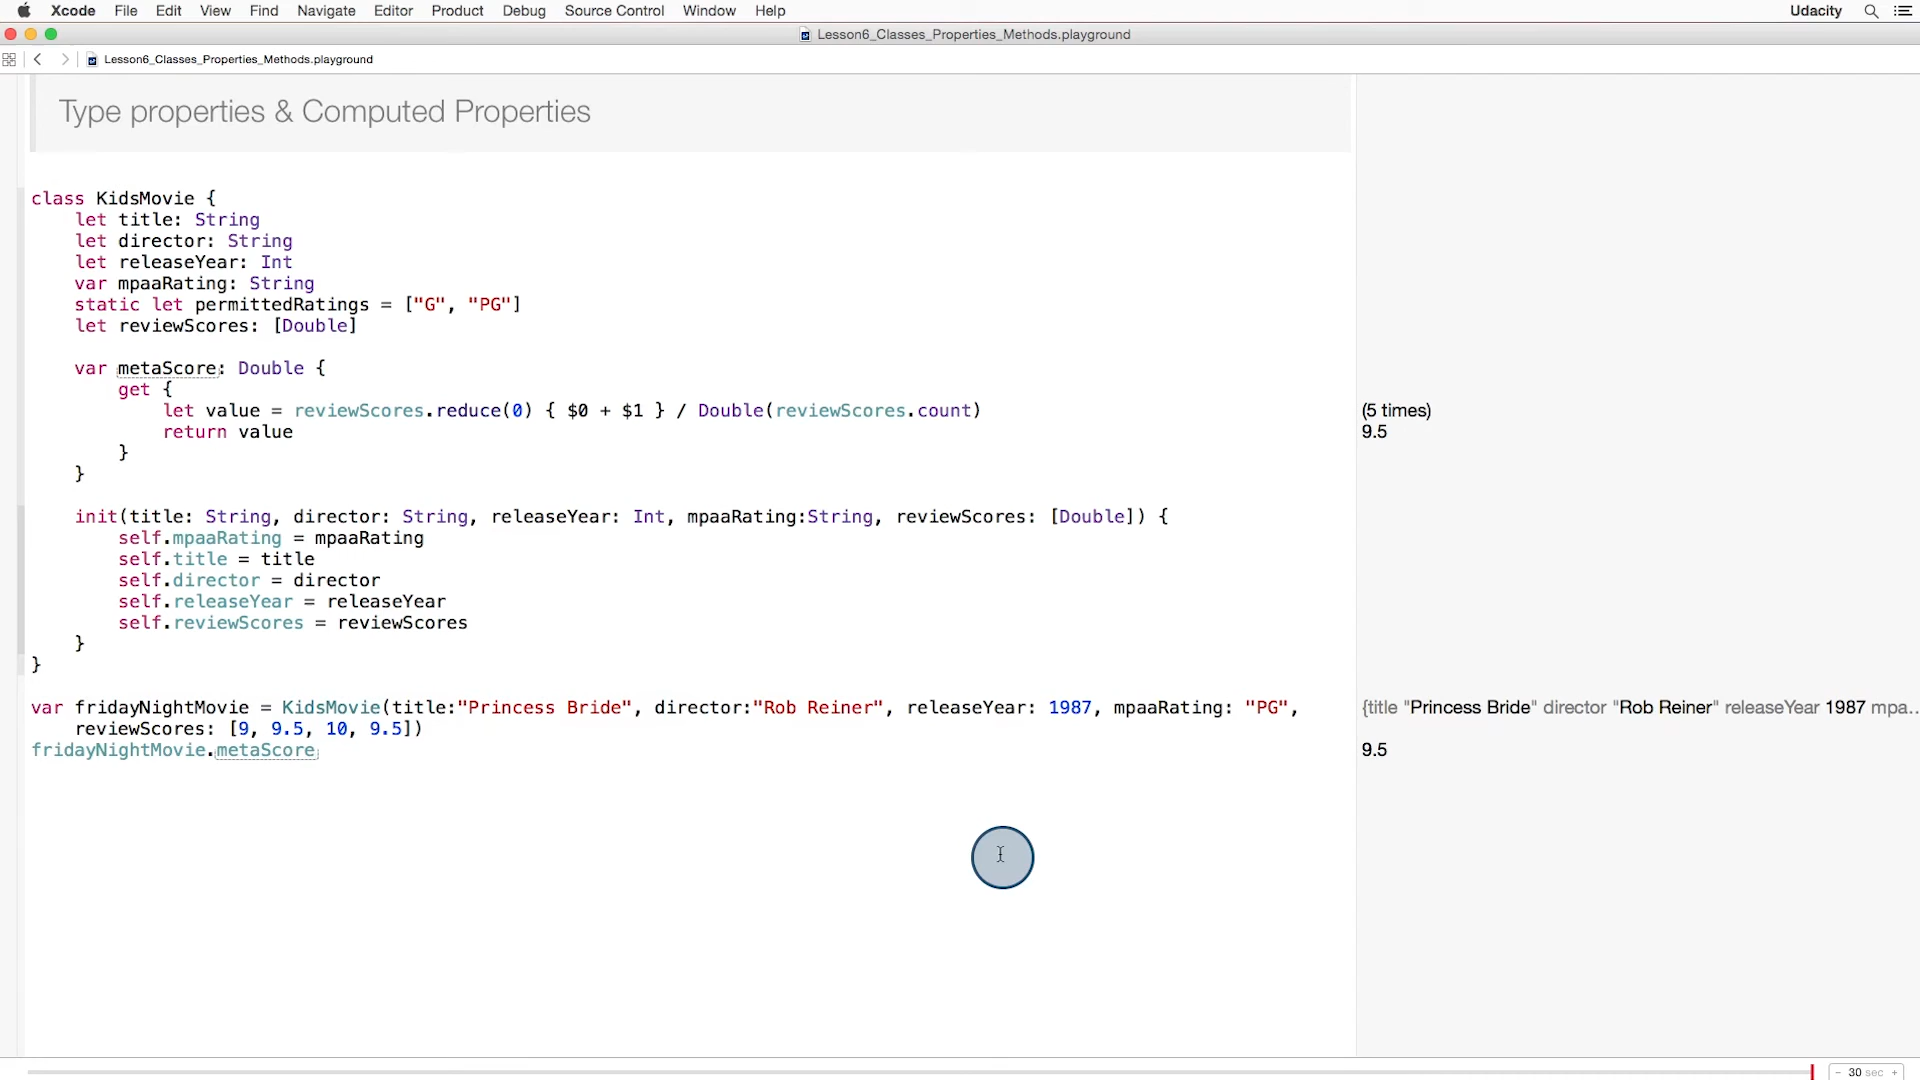 Xcode File Edit View Find Navigate Editor Product Debug Source Control Window Help Udacity
Lesson6_Classes_Properties_Methods.playground
Lesson6_Classes_Properties_Methods.playground
Type properties & Computed Properties
class KidsMovie {
let title: String
let director: String
let releaseYear: Int
var mpaaRating: String
static let permittedRatings = ["G", "PG"]
let reviewScores: [Double]
var metaScore: Double {
get {
let value = reviewScores.reduce(0) { $0 + $1 } / Double(reviewScores.count) (5 times)
return value 9.5
}
}
init(title: String, director: String, releaseYear: Int, mpaaRating:String, reviewScores: [Double]) {
self.mpaaRating = mpaaRating
self.title = title
self.director = director
self.releaseYear = releaseYear
self.reviewScores = reviewScores
}
}
var fridayNightMovie = KidsMovie(title:"Princess Bride", director:"Rob Reiner", releaseYear: 1987, mpaaRating: "PG", {title "Princess Bride" director "Rob Reiner" releaseYear 1987 mpa...
reviewScores: [9, 9.5, 10, 9.5])
fridayNightMovie.metaScore 9.5
- 30 sec +